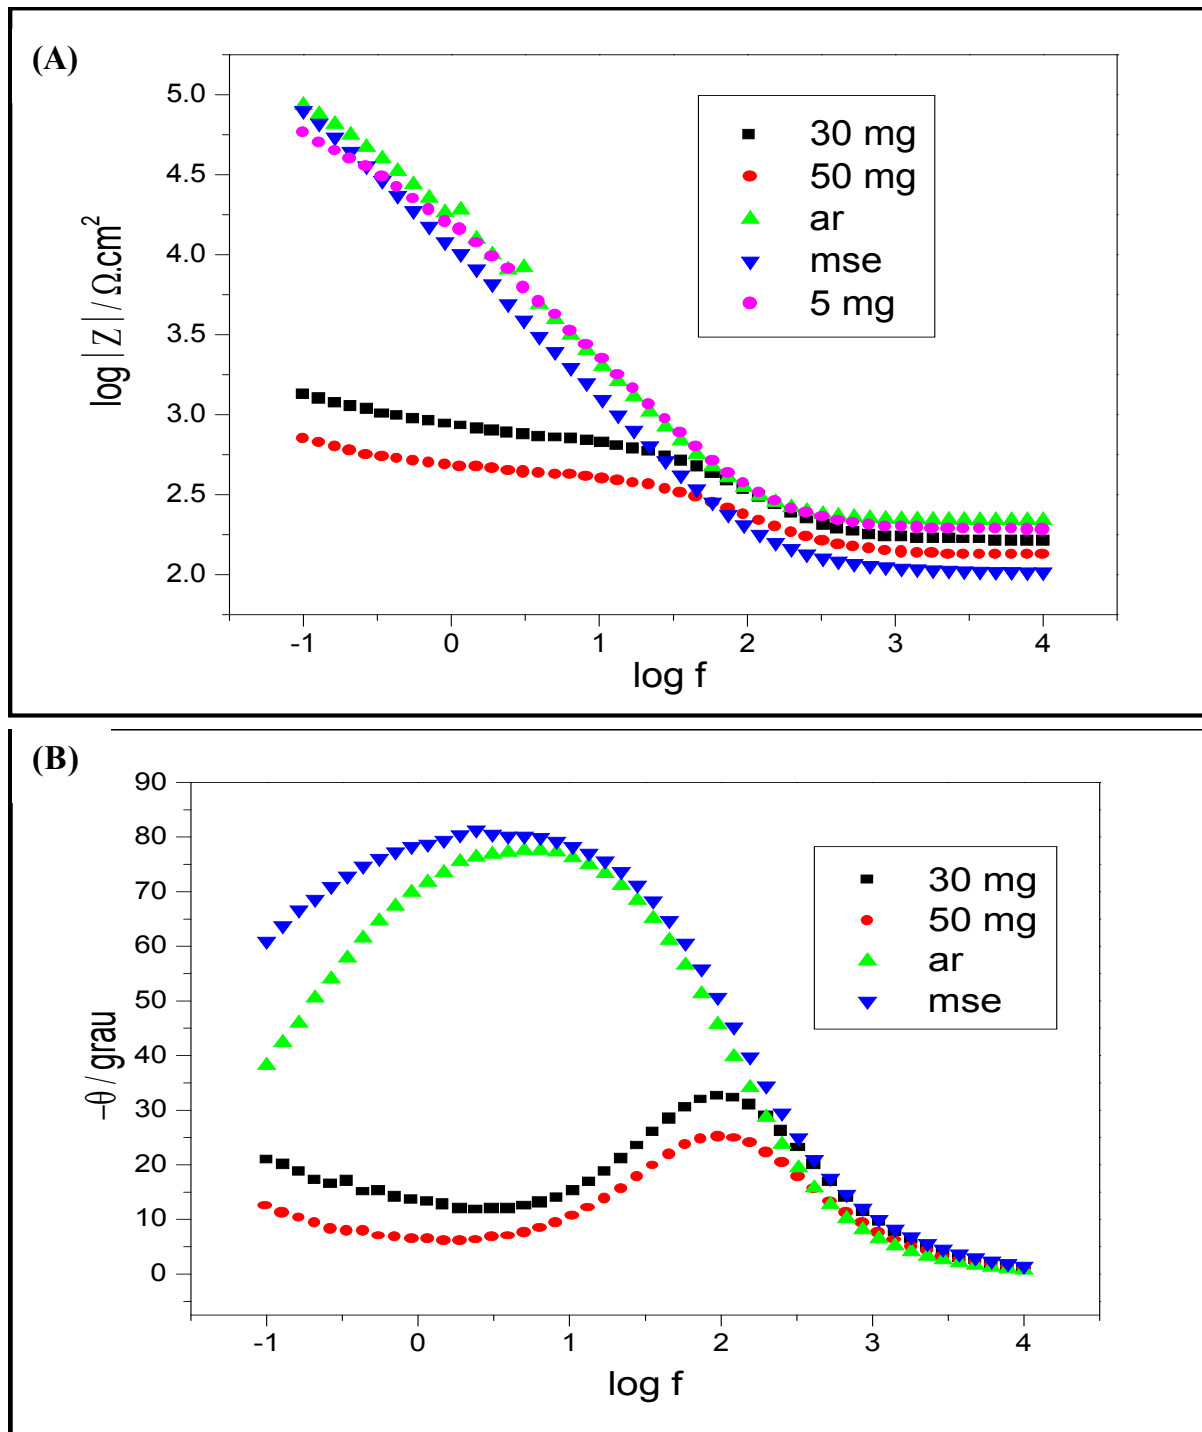 (A)
5.0
4.5
4.0
3.5
3.0
2.5
2.0
log |Z| / Ω.cm²
30 mg
50 mg
ar
mse
5 mg
-1 0 1 2 3 4
log f
(B)
90
80
70
60
50
40
30
20
10
0
−θ / grau
30 mg
50 mg
ar
mse
-1 0 1 2 3 4
log f